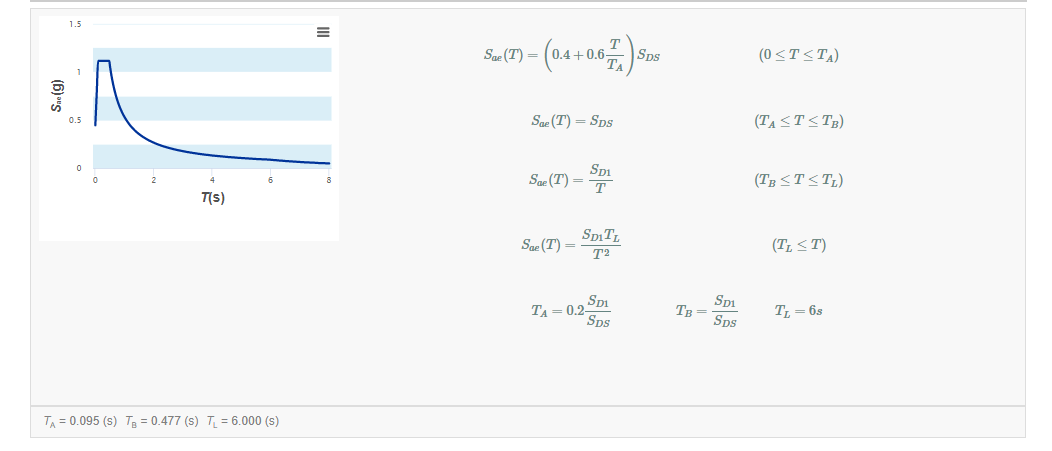 1.5
1
0.5
0
Sae(g)
0 2 4 6 8
T(s)
Sae(T) = (0.4 + 0.6 T/TA) SDS (0 ≤ T ≤ TA)
Sae(T) = SDS (TA ≤ T ≤ TB)
Sae(T) = SD1/T (TB ≤ T ≤ TL)
Sae(T) = SD1TL/T² (TL ≤ T)
TA = 0.2 SD1/SDS TB = SD1/SDS TL = 6s
TA = 0.095 (s) TB = 0.477 (s) TL = 6.000 (s)